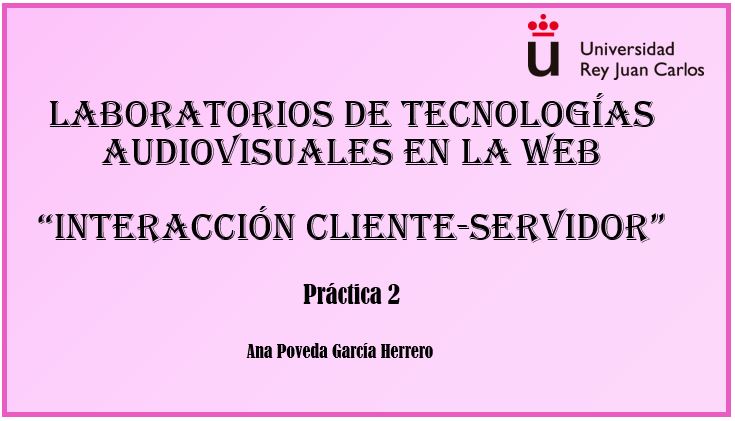 Universidad
Rey Juan Carlos
LABORATORIOS DE TECNOLOGÍAS
AUDIOVISUALES EN LA WEB
“INTERACCIÓN CLIENTE-SERVIDOR”
Práctica 2
Ana Poveda García Herrero